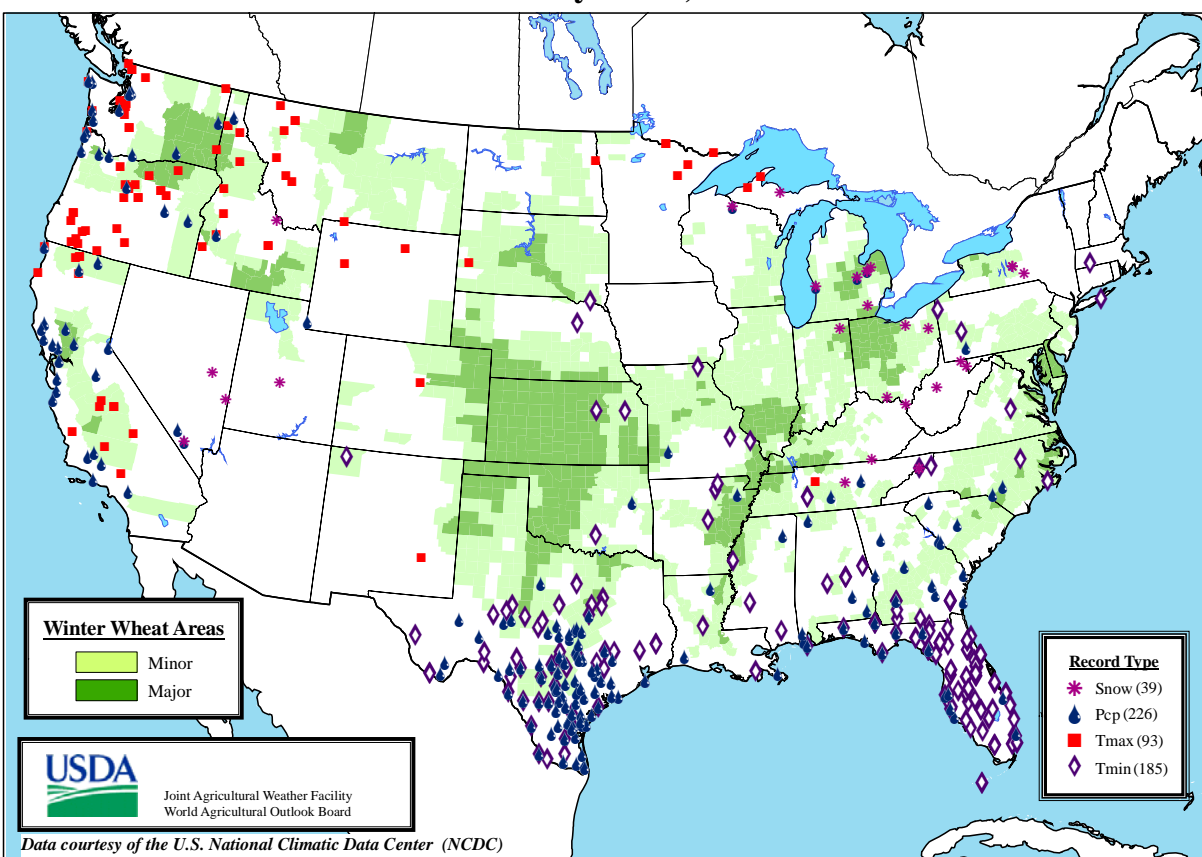 Winter Wheat Areas
Minor
Major
Record Type
Snow (39)
Pcp (226)
Tmax (93)
Tmin (185)
USDA
Joint Agricultural Weather Facility
World Agricultural Outlook Board
Data courtesy of the U.S. National Climatic Data Center (NCDC)